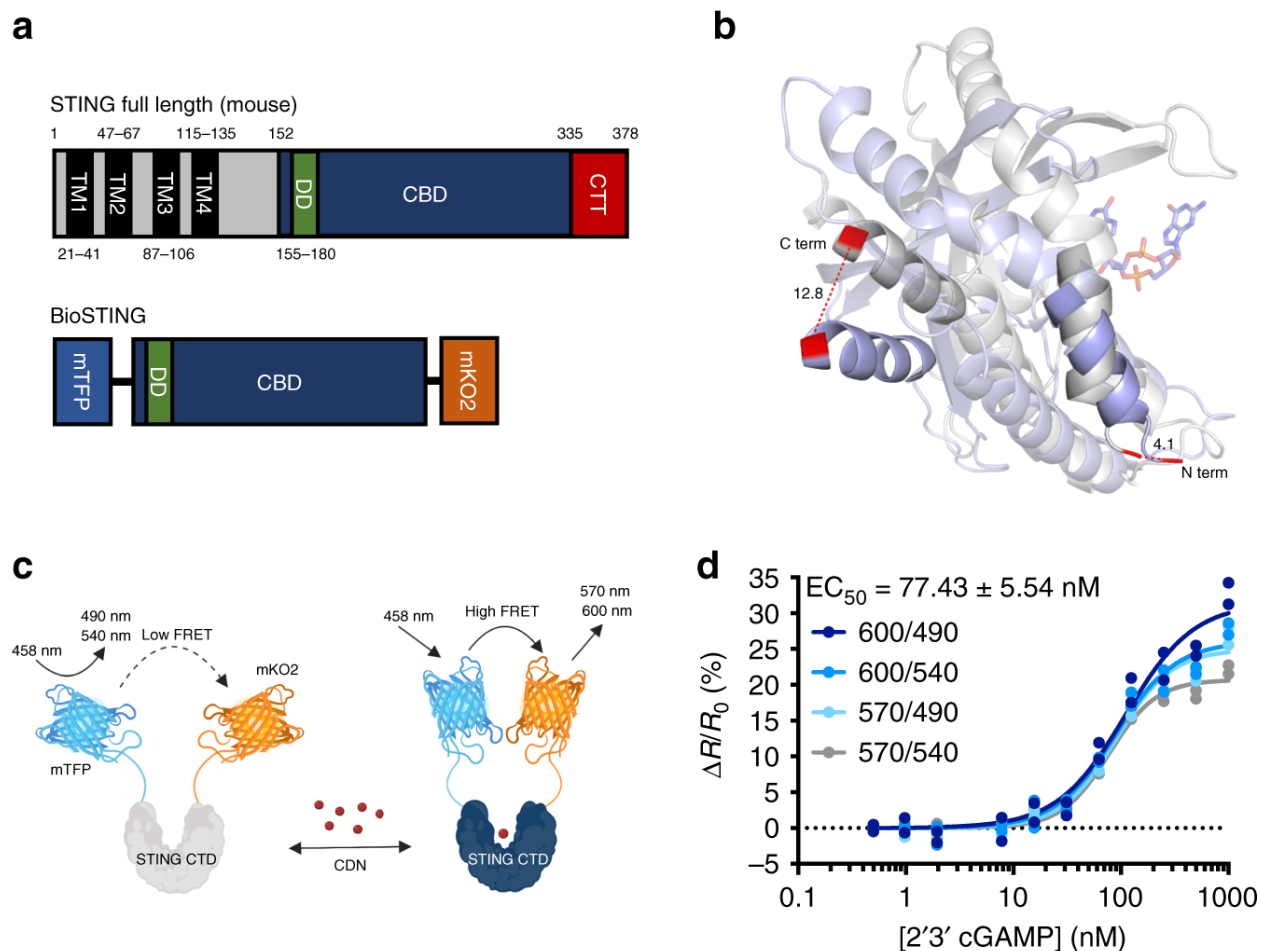 a
STING full length (mouse)
1 47–67 115–135 152 335 378
TM1 TM2 TM3 TM4 DD CBD CTT
21–41 87–106 155–180
BioSTING
mTFP DD CBD mKO2
b
C term
12.8
4.1
N term
c
490 nm
540 nm
458 nm
Low FRET
mKO2
mTFP
STING CTD
CDN
458 nm
High FRET
570 nm
600 nm
STING CTD
d
EC50 = 77.43 ± 5.54 nM
600/490
600/540
570/490
570/540
ΔR/R0 (%)
35
30
25
20
15
10
5
0
–5
0.1 1 10 100 1000
[2′3′ cGAMP] (nM)